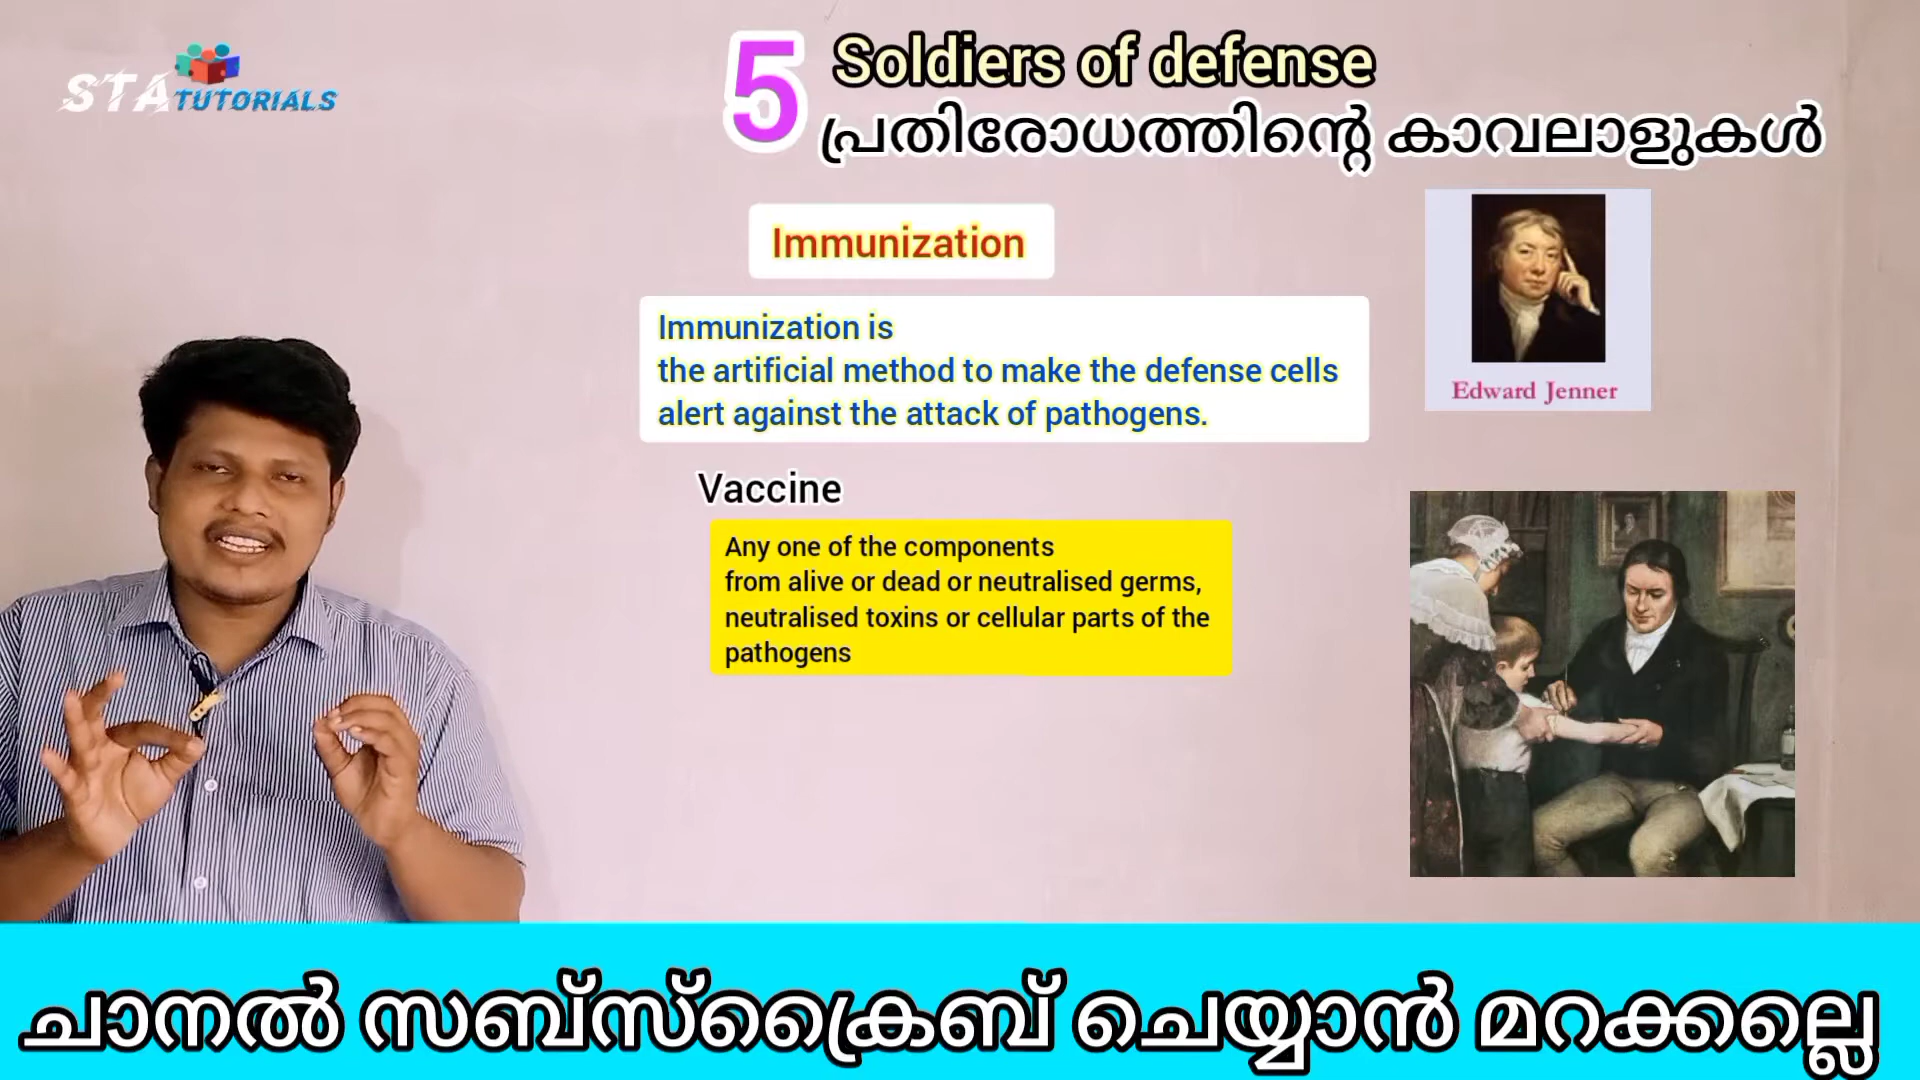 STA TUTORIALS
5 Soldiers of defense
പ്രതിരോധത്തിന്റെ കാവലാളുകൾ
Immunization
Immunization is
the artificial method to make the defense cells
alert against the attack of pathogens.
Edward Jenner
Vaccine
Any one of the components
from alive or dead or neutralised germs,
neutralised toxins or cellular parts of the
pathogens
ചാനൽ സബ്സ്ക്രൈബ് ചെയ്യാൻ മറക്കല്ലെ